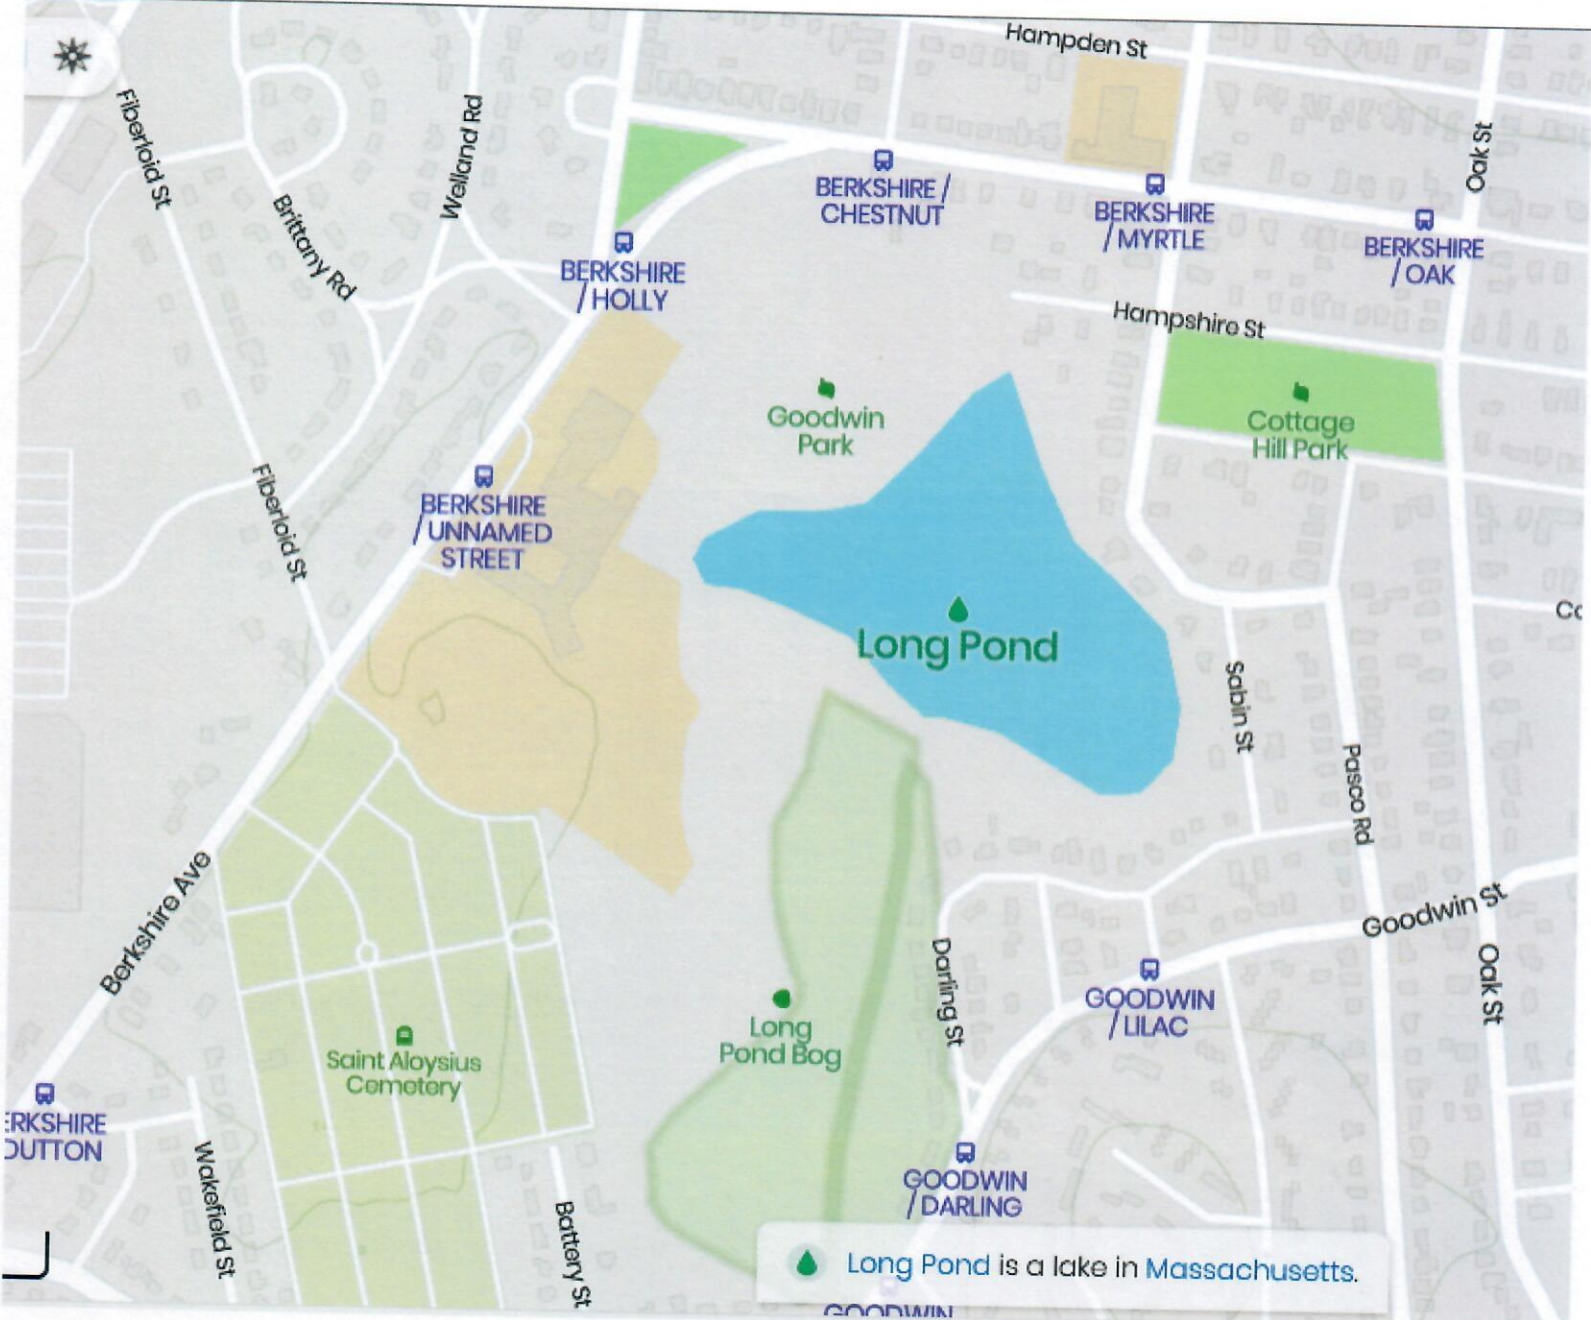 Hampden St
Fiberloid St
Welland Rd
Oak St
BERKSHIRE /
CHESTNUT
BERKSHIRE
/ MYRTLE
BERKSHIRE
/ OAK
Brittany Rd
BERKSHIRE
/ HOLLY
Hampshire St
Goodwin
Park
Cottage
Hill Park
Fiberloid St
BERKSHIRE
/ UNNAMED
STREET
Long Pond
Sabin St
Pasco Rd
Berkshire Ave
Goodwin St
Darling St
Oak St
GOODWIN
/ LILAC
Long
Pond Bog
Saint Aloysius
Cemetery
ERKSHIRE
DUTTON
Wakefield St
GOODWIN
/ DARLING
Battery St
Long Pond is a lake in Massachusetts.
GOODWIN